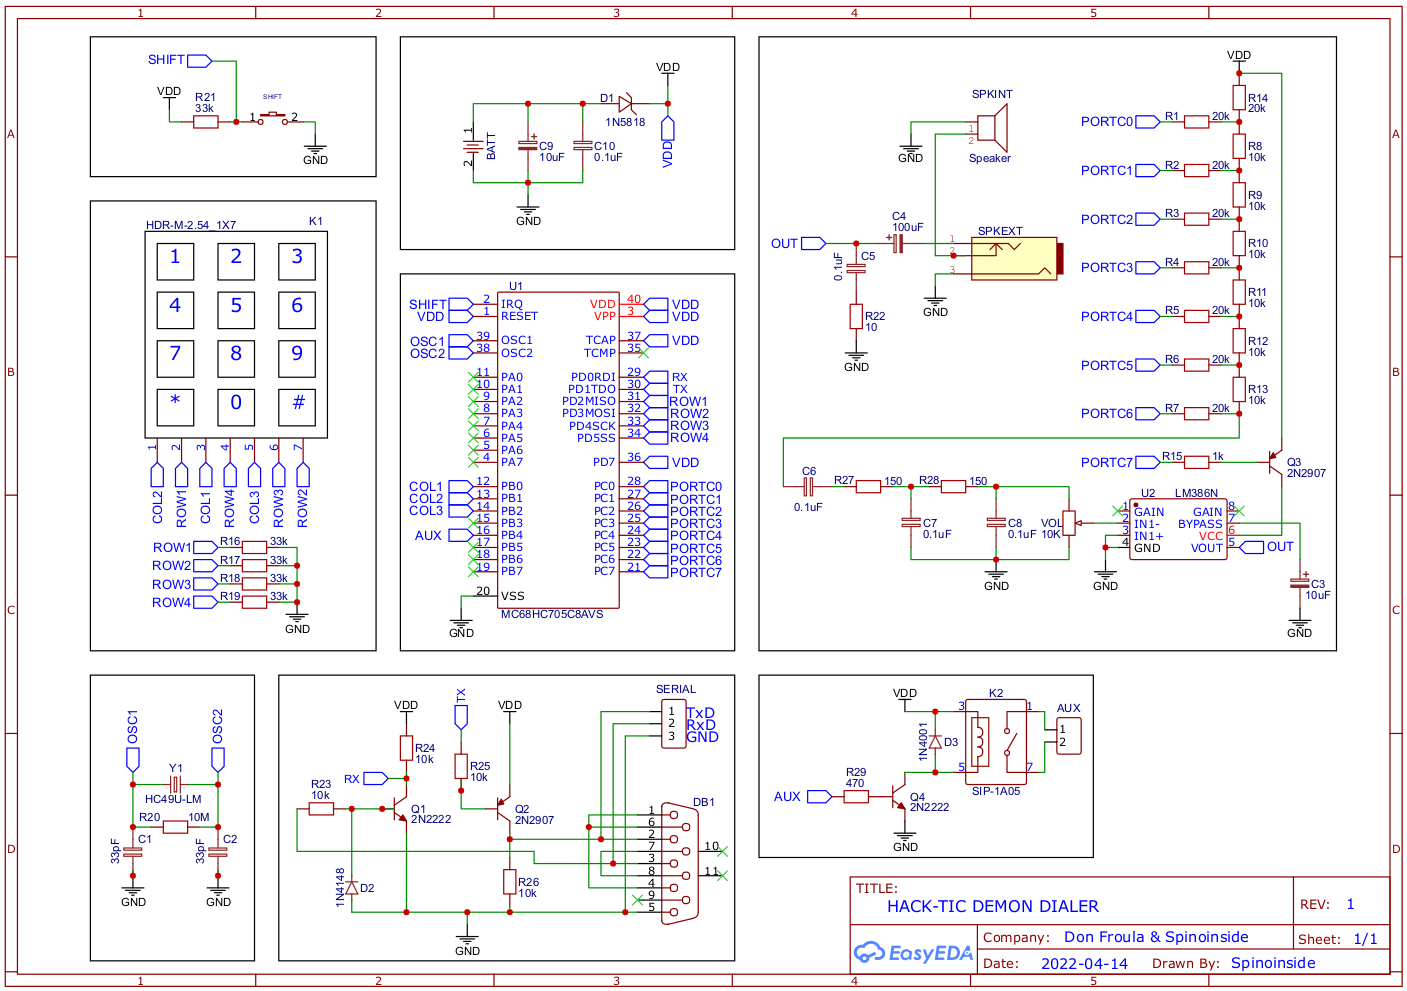 1 2 3 4 5
A
B
C
D
SHIFT
VDD
R21
33k
SHIFT
1 2
GND
HDR-M-2.54_1X7 K1
1 2 3
4 5 6
7 8 9
* 0 #
1 2 3 4 5 6 7
COL2 ROW1 COL1 ROW4 COL3 ROW3 ROW2
ROW1 R16 33k
ROW2 R17 33k
ROW3 R18 33k
ROW4 R19 33k
GND
VDD
D1
1N5818
VDD
1 BATT 2
C9
10uF
C10
0.1uF
GND
U1
SHIFT 2 IRQ VDD 40 VDD
VDD 1 RESET VPP 3 VDD
OSC1 39 OSC1 TCAP 37 VDD
OSC2 38 OSC2 TCMP 35
11 PA0 PD0RDI 29 RX
10 PA1 PD1TDO 30 TX
9 PA2 PD2MISO 31 ROW1
8 PA3 PD3MOSI 32 ROW2
7 PA4 PD4SCK 33 ROW3
6 PA5 PD5SS 34 ROW4
5 PA6
4 PA7 PD7 36 VDD
COL1 12 PB0 PC0 28 PORTC0
COL2 13 PB1 PC1 27 PORTC1
COL3 14 PB2 PC2 26 PORTC2
15 PB3 PC3 25 PORTC3
AUX 16 PB4 PC4 24 PORTC4
17 PB5 PC5 23 PORTC5
18 PB6 PC6 22 PORTC6
19 PB7 PC7 21 PORTC7
20 VSS
MC68HC705C8AVS
GND
SPKINT
1
2
Speaker
GND
OUT
C4
100uF
C5
0.1uF
R22
10
GND
SPKEXT
1
2
3
GND
VDD
R14
20k
PORTC0 R1 20k
R8
10k
PORTC1 R2 20k
R9
10k
PORTC2 R3 20k
R10
10k
PORTC3 R4 20k
R11
10k
PORTC4 R5 20k
R12
10k
PORTC5 R6 20k
R13
10k
PORTC6 R7 20k
PORTC7 R15 1k
Q3
2N2907
C6
0.1uF
R27 150 R28 150
C7
0.1uF
C8
0.1uF
GND
VOL
10K
U2 LM386N
1 GAIN GAIN 8
2 IN1- BYPASS 7
3 IN1+ VCC 6
4 GND VOUT 5 OUT
GND
C3
10uF
GND
OSC1 OSC2
Y1
HC49U-LM
R20 10M
C1
33pF
C2
33pF
GND GND
VDD
R24
10k
RX
R23
10k
Q1
2N2222
1N4148 D2
TX
R25
10k
VDD
Q2
2N2907
R26
10k
GND
SERIAL
1 TxD
2 RxD
3 GND
DB1
1
6
2
7
3
8
4
9
5
10
11
VDD
1N4001 D3
K2
3 1
5 7
SIP-1A05
AUX
1
2
AUX
R29
470
Q4
2N2222
GND
TITLE:
HACK-TIC DEMON DIALER
REV: 1
EasyEDA
Company: Don Froula & Spinoinside
Sheet: 1/1
Date: 2022-04-14 Drawn By: Spinoinside
A
B
C
D
1 2 3 4 5